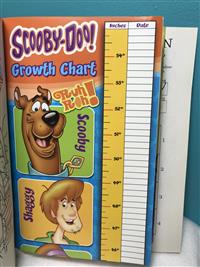 SCOOBY-DOO!
Growth Chart
Ruh Roh!
Scooby
Shaggy
Inches Date
54"
53"
52"
51"
50"
49"
48"
47"
46"
N